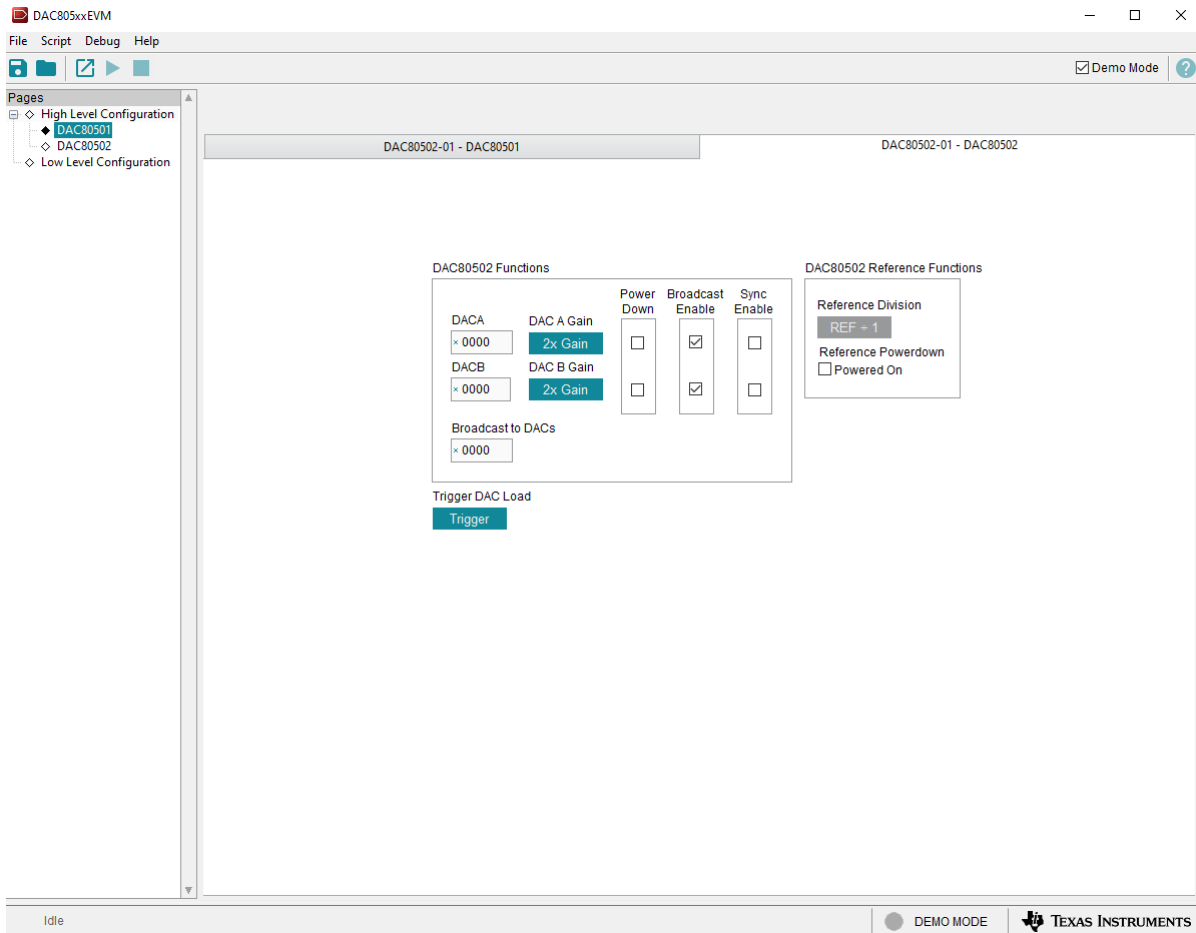 DAC805xxEVM
File Script Debug Help
Demo Mode ?
Pages
High Level Configuration
DAC80501
DAC80502
Low Level Configuration
DAC80502-01 - DAC80501
DAC80502-01 - DAC80502
DAC80502 Functions
Power Down
Broadcast Enable
Sync Enable
DACA
DAC A Gain
× 0000
2x Gain
DACB
DAC B Gain
× 0000
2x Gain
Broadcast to DACs
× 0000
Trigger DAC Load
Trigger
DAC80502 Reference Functions
Reference Division
REF ÷ 1
Reference Powerdown
Powered On
Idle
DEMO MODE
TEXAS INSTRUMENTS